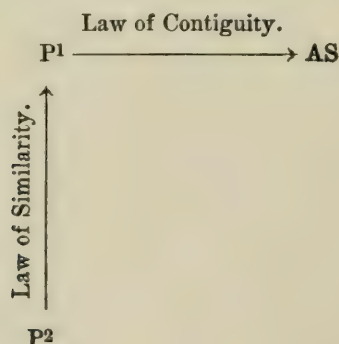 Law of Contiguity.
P¹ AS
Law of Similarity.
P²